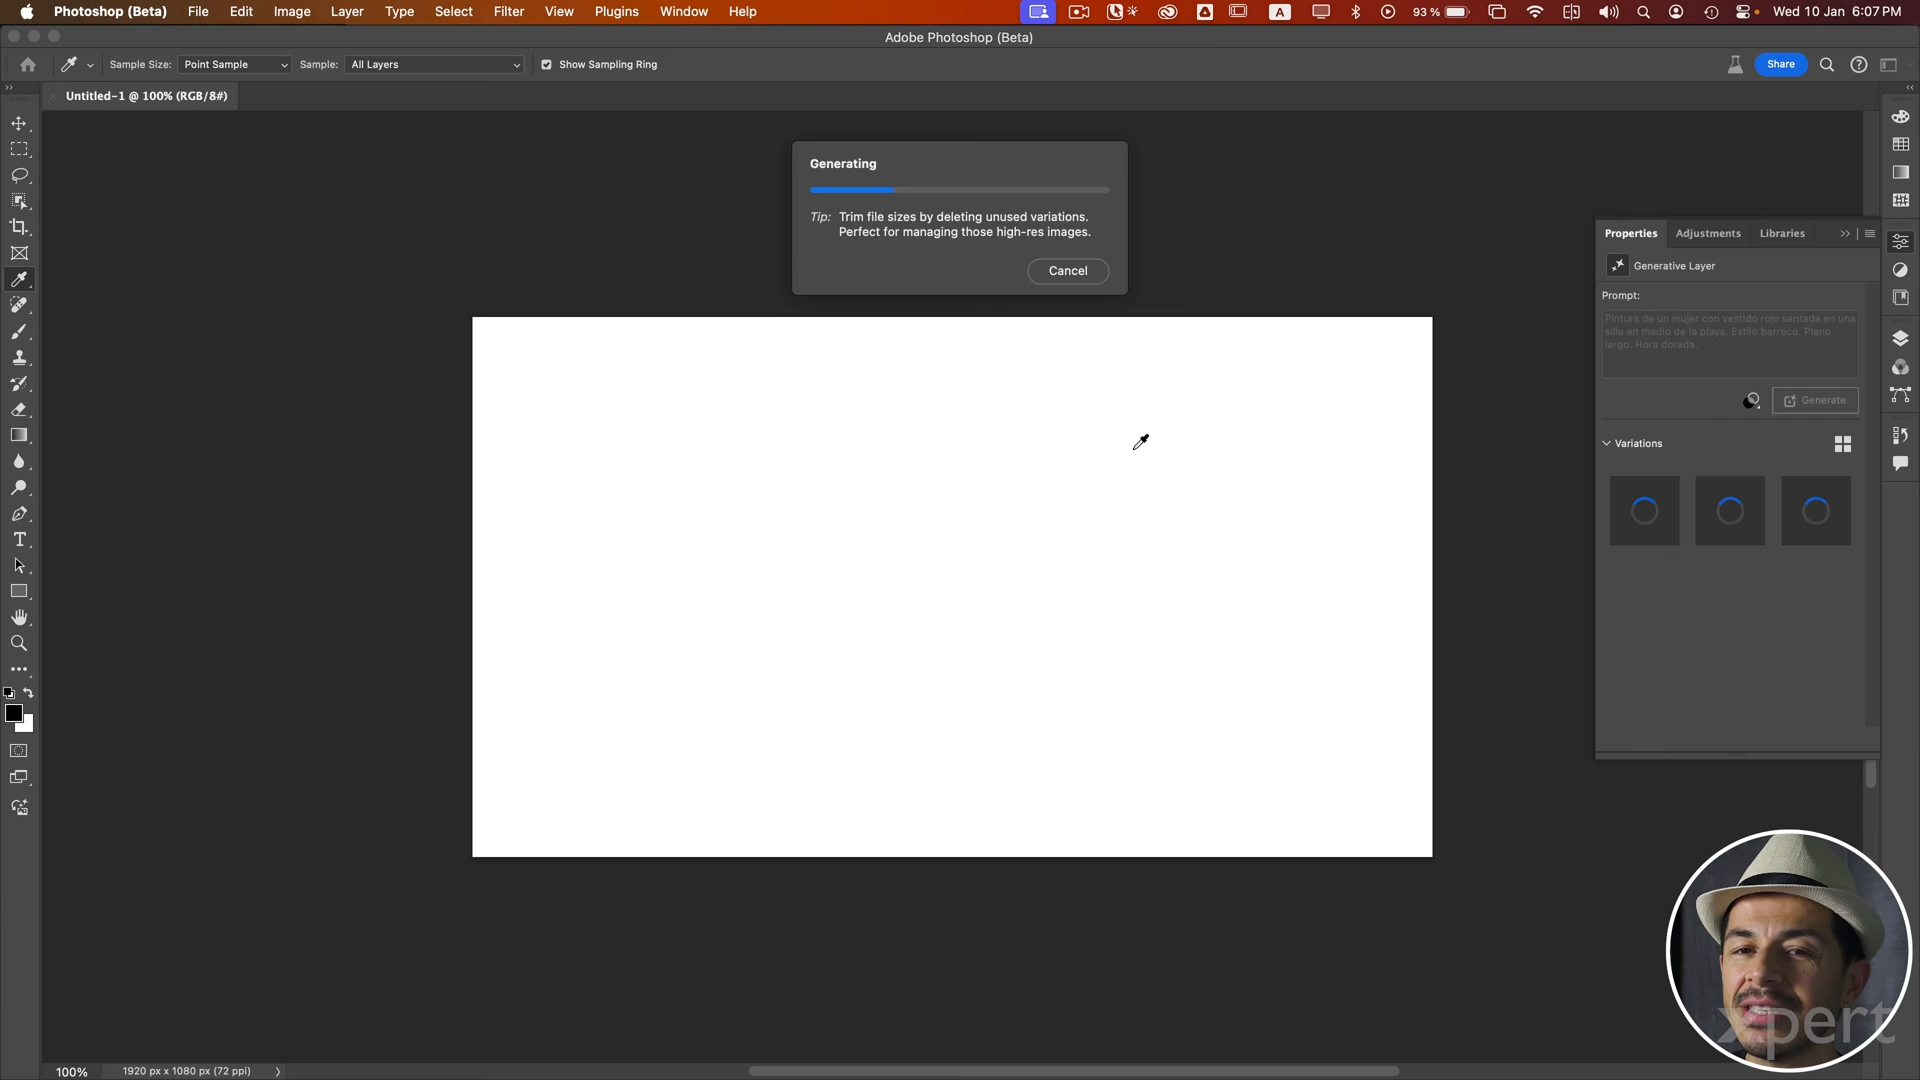 Photoshop (Beta) File Edit Image Layer Type Select Filter View Plugins Window Help A 93 % Wed 10 Jan 6:07 PM
Adobe Photoshop (Beta)
Sample Size: Point Sample Sample: All Layers Show Sampling Ring Share
Untitled-1 @ 100% (RGB/8#)
Generating
Tip: Trim file sizes by deleting unused variations.
Perfect for managing those high-res images.
Cancel
Properties Adjustments Libraries
Generative Layer
Prompt:
Pintura de un mujer con vestido rojo sentada en una
silla en medio de la playa. Estilo barroco. Plano
largo. Hora dorada.
Generate
Variations
xpert
100% 1920 px x 1080 px (72 ppi)